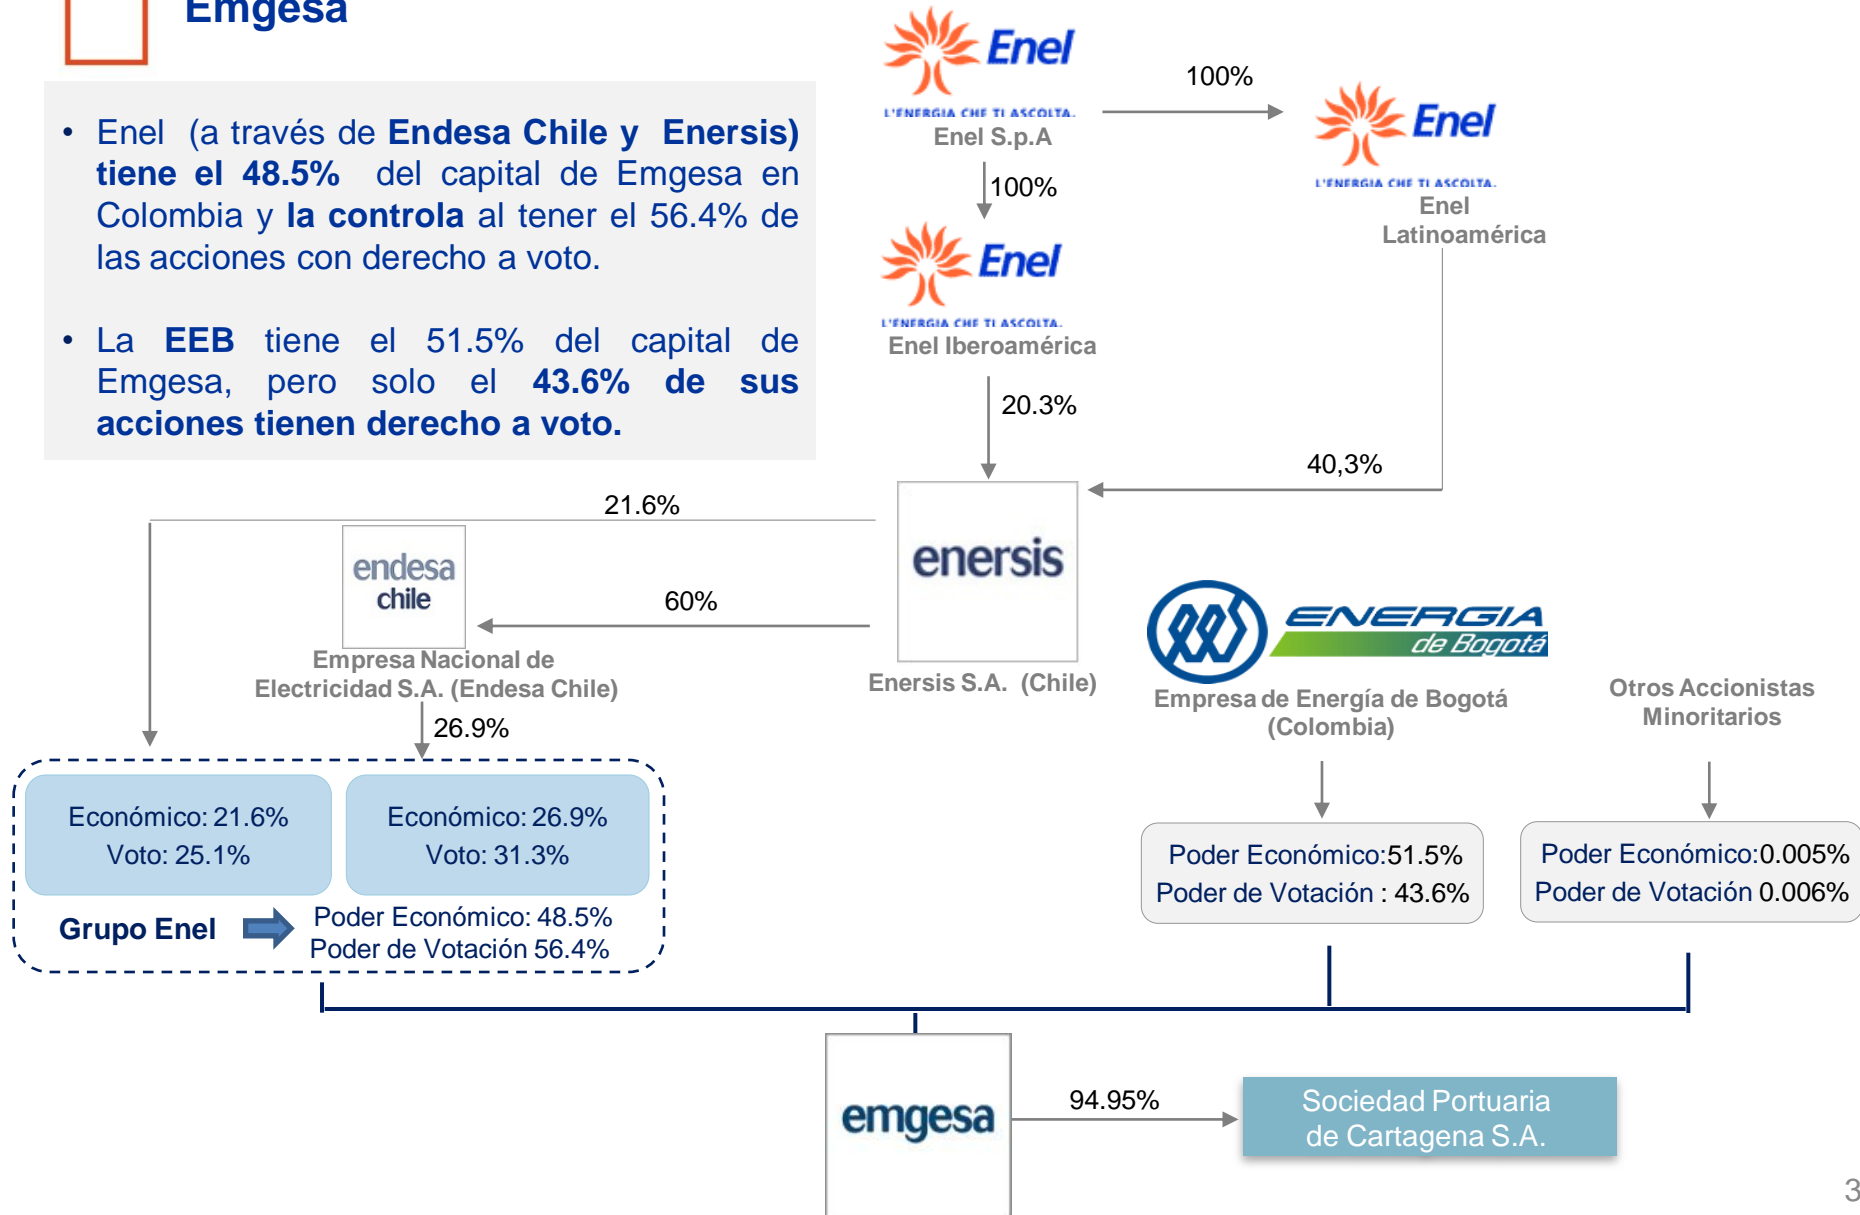 Emgesa
• Enel (a través de Endesa Chile y Enersis)
tiene el 48.5% del capital de Emgesa en
Colombia y la controla al tener el 56.4% de
las acciones con derecho a voto.
• La EEB tiene el 51.5% del capital de
Emgesa, pero solo el 43.6% de sus
acciones tienen derecho a voto.
Enel
L'ENERGIA CHE TI ASCOLTA.
Enel S.p.A
100%
Enel
L'ENERGIA CHE TI ASCOLTA.
Enel
Latinoamérica
100%
Enel
L'ENERGIA CHE TI ASCOLTA.
Enel Iberoamérica
20.3%
40,3%
21.6%
enersis
Enersis S.A. (Chile)
60%
endesa
chile
Empresa Nacional de
Electricidad S.A. (Endesa Chile)
26.9%
ENERGIA
de Bogotá
Empresa de Energía de Bogotá
(Colombia)
Otros Accionistas
Minoritarios
Económico: 21.6%
Voto: 25.1%
Económico: 26.9%
Voto: 31.3%
Grupo Enel
Poder Económico: 48.5%
Poder de Votación 56.4%
Poder Económico:51.5%
Poder de Votación : 43.6%
Poder Económico:0.005%
Poder de Votación 0.006%
emgesa
94.95%
Sociedad Portuaria
de Cartagena S.A.
3